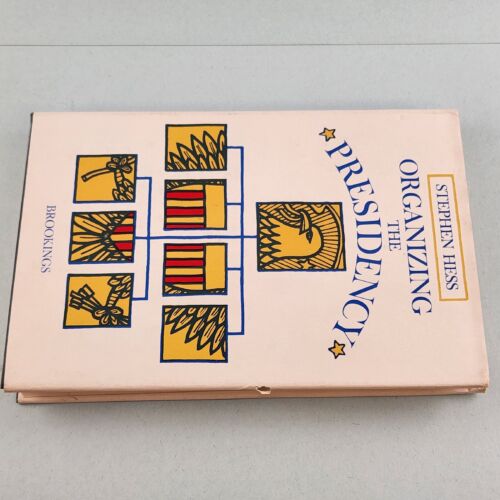 STEPHEN HESS
ORGANIZING
THE
PRESIDENCY
BROOKINGS